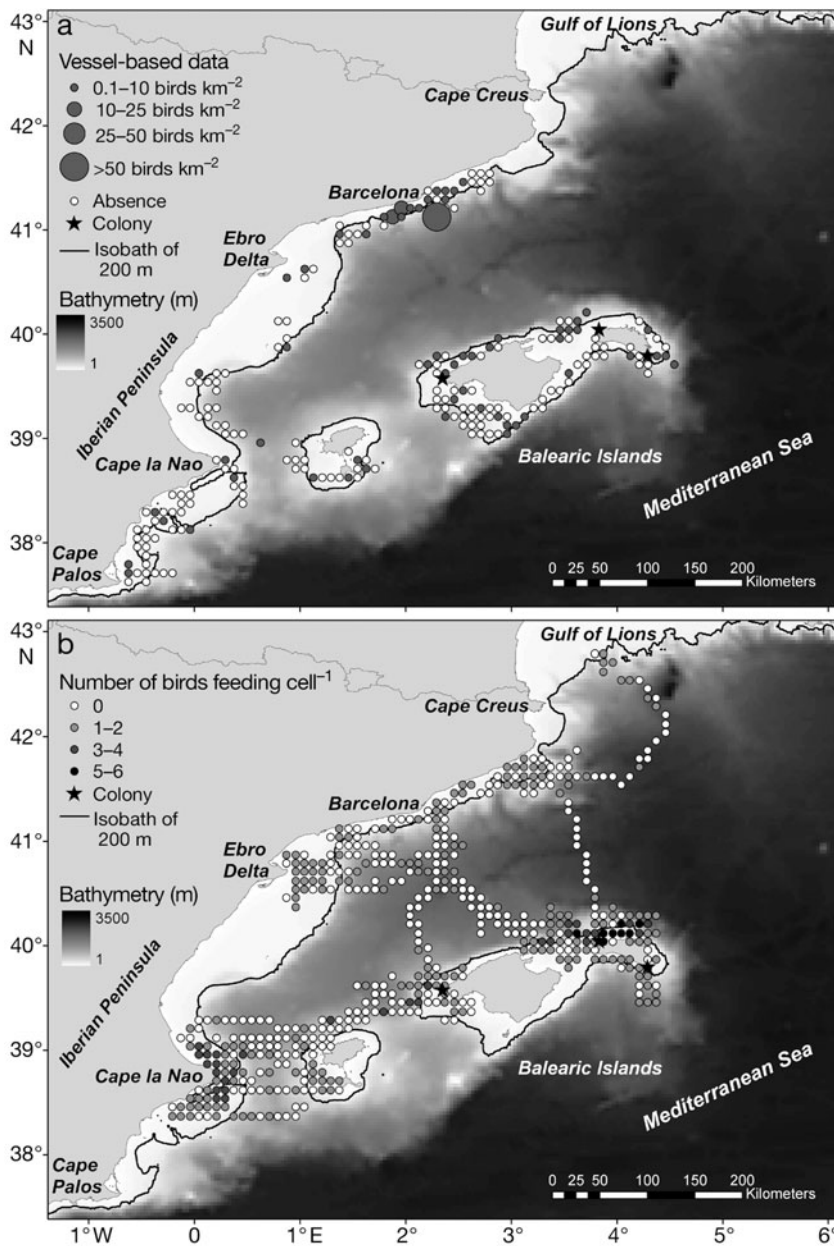 43°
N
42°
41°
40°
39°
38°
a
Vessel-based data
0.1–10 birds km–2
10–25 birds km–2
25–50 birds km–2
>50 birds km–2
Absence
Colony
Isobath of
200 m
Bathymetry (m)
3500
1
Gulf of Lions
Cape Creus
Barcelona
Ebro
Delta
Iberian Peninsula
Cape la Nao
Balearic Islands
Mediterranean Sea
Cape
Palos
0 25 50 100 150 200
Kilometers
43°
N
42°
41°
40°
39°
38°
b
Number of birds feeding cell–1
0
1–2
3–4
5–6
Colony
Isobath of
200 m
Bathymetry (m)
3500
1
Gulf of Lions
Cape Creus
Barcelona
Ebro
Delta
Iberian Peninsula
Cape la Nao
Balearic Islands
Mediterranean Sea
Cape
Palos
0 25 50 100 150 200
Kilometers
1°W 0 1° 2° 3° 4° 5° 6°E